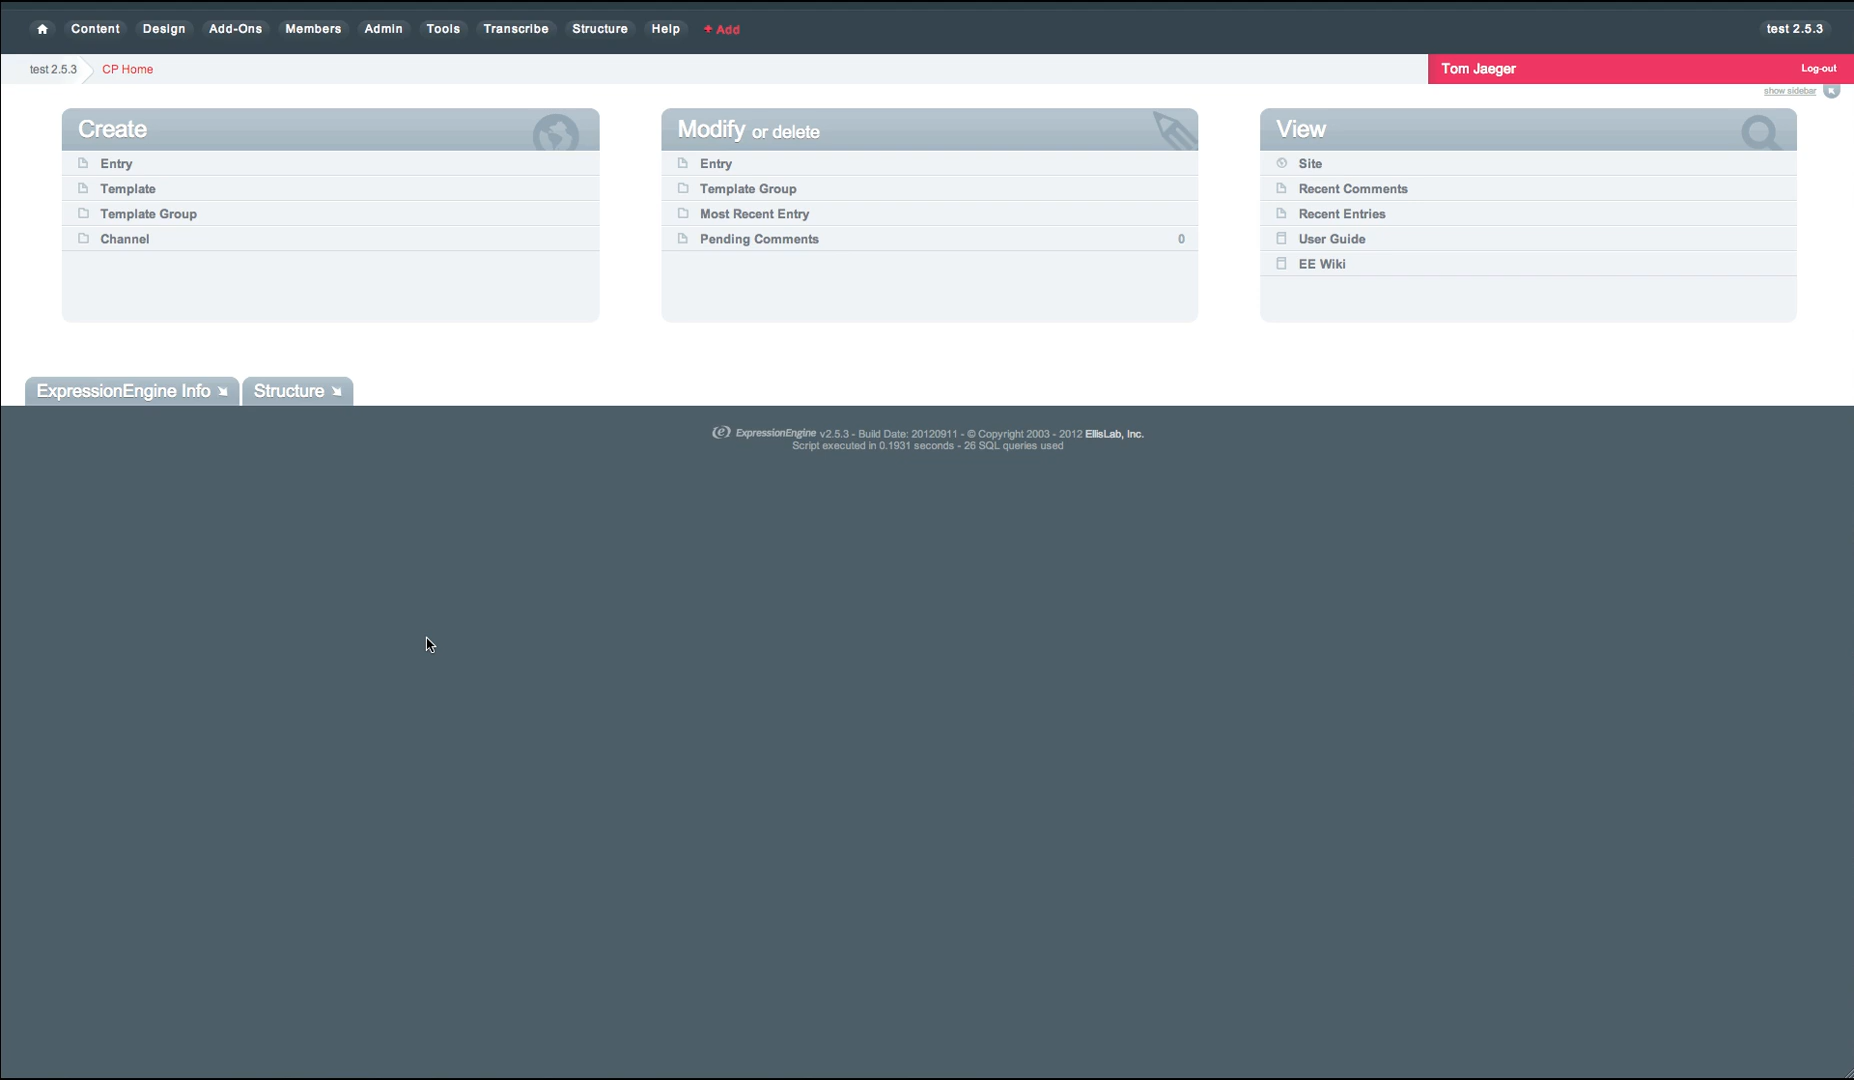 Content Design Add-Ons Members Admin Tools Transcribe Structure Help + Add test 2.5.3
test 2.5.3 CP Home Tom Jaeger Log-out
show sidebar
Create
Entry
Template
Template Group
Channel
Modify or delete
Entry
Template Group
Most Recent Entry
Pending Comments 0
View
Site
Recent Comments
Recent Entries
User Guide
EE Wiki
ExpressionEngine Info Structure
ExpressionEngine v2.5.3 - Build Date: 20120911 - © Copyright 2003 - 2012 EllisLab, Inc.
Script executed in 0.1931 seconds - 26 SQL queries used